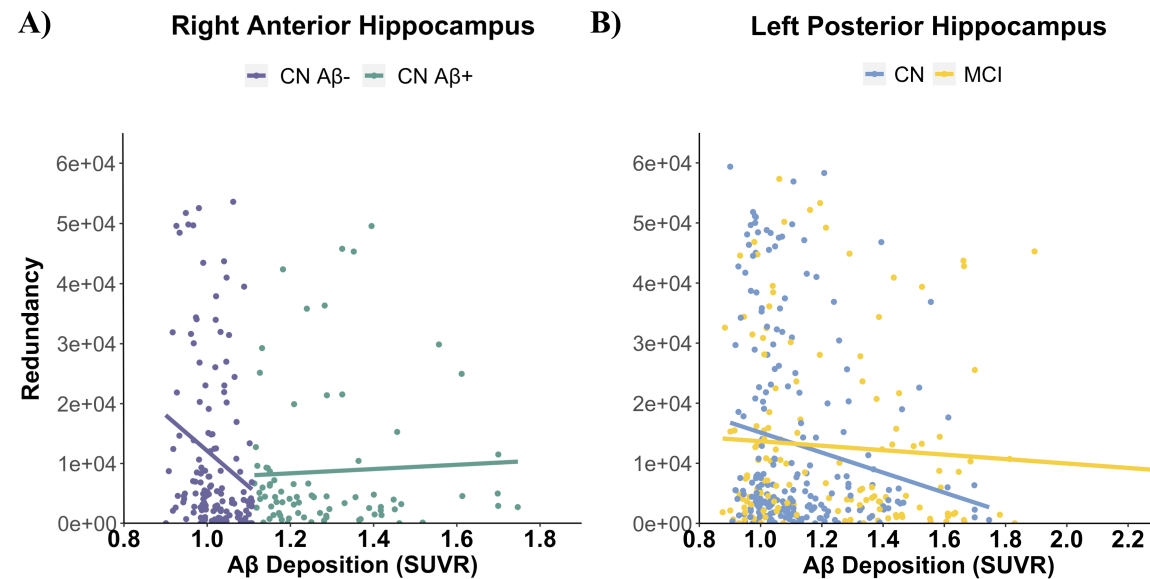 A)
Right Anterior Hippocampus
CN Aβ- CN Aβ+
Redundancy
6e+04
5e+04
4e+04
3e+04
2e+04
1e+04
0e+00
0.8 1.0 1.2 1.4 1.6 1.8
Aβ Deposition (SUVR)
B)
Left Posterior Hippocampus
CN MCI
6e+04
5e+04
4e+04
3e+04
2e+04
1e+04
0e+00
0.8 1.0 1.2 1.4 1.6 1.8 2.0 2.2
Aβ Deposition (SUVR)